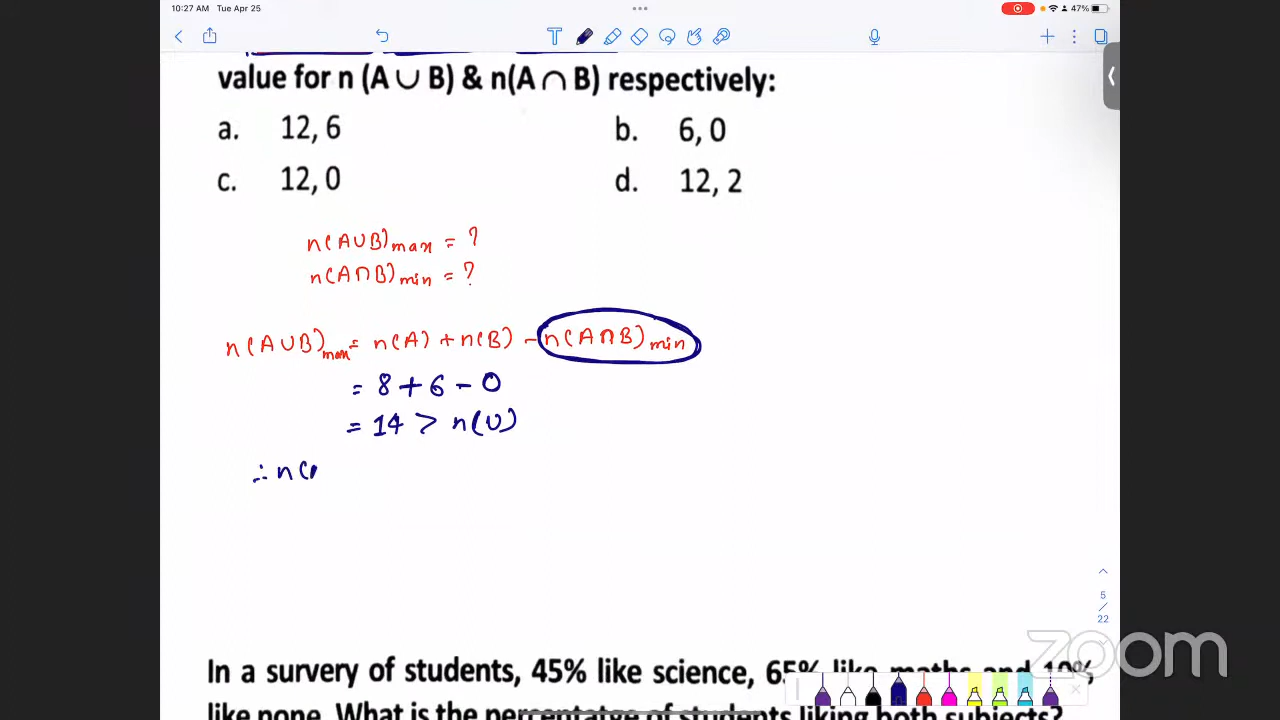 10:27 AM Tue Apr 25
47%
value for n (A ∪ B) & n(A ∩ B) respectively:
a. 12, 6 b. 6, 0
c. 12, 0 d. 12, 2
n(A∪B)max = ?
n(A∩B)min = ?
n(A∪B)max = n(A) + n(B) - n(A∩B)min
= 8 + 6 - 0
= 14 > n(U)
∴ n(
5
/
22
In a survery of students, 45% like science, 65% like maths and 10%
like none. What is the percentatge of students liking both subjects?
zoom